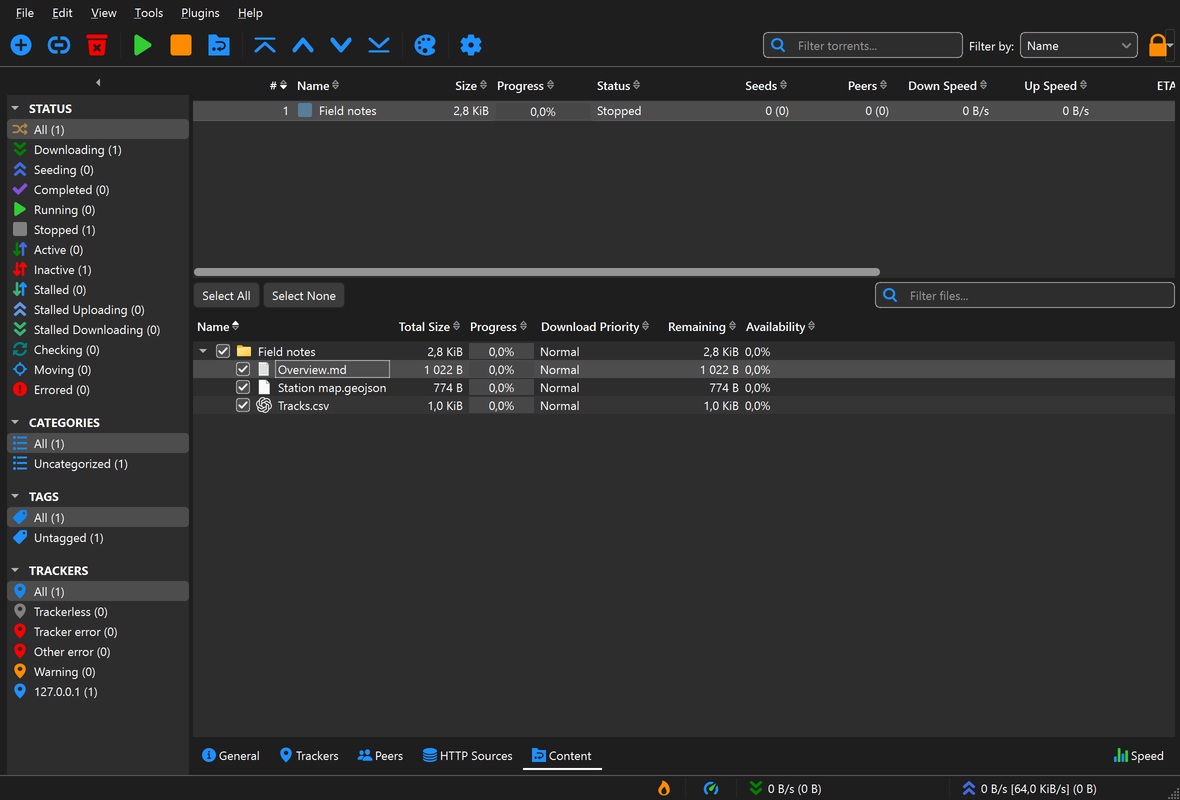 File Edit View Tools Plugins Help
Filter torrents... Filter by: Name
# Name Size Progress Status Seeds Peers Down Speed Up Speed ETA
1 Field notes 2,8 KiB 0,0% Stopped 0 (0) 0 (0) 0 B/s 0 B/s
STATUS
All (1)
Downloading (1)
Seeding (0)
Completed (0)
Running (0)
Stopped (1)
Active (0)
Inactive (1)
Stalled (0)
Stalled Uploading (0)
Stalled Downloading (0)
Checking (0)
Moving (0)
Errored (0)
CATEGORIES
All (1)
Uncategorized (1)
TAGS
All (1)
Untagged (1)
TRACKERS
All (1)
Trackerless (0)
Tracker error (0)
Other error (0)
Warning (0)
127.0.0.1 (1)
Select All Select None Filter files...
Name Total Size Progress Download Priority Remaining Availability
Field notes 2,8 KiB 0,0% Normal 2,8 KiB 0,0%
Overview.md 1 022 B 0,0% Normal 1 022 B 0,0%
Station map.geojson 774 B 0,0% Normal 774 B 0,0%
Tracks.csv 1,0 KiB 0,0% Normal 1,0 KiB 0,0%
General Trackers Peers HTTP Sources Content Speed
0 B/s (0 B) 0 B/s [64,0 KiB/s] (0 B)